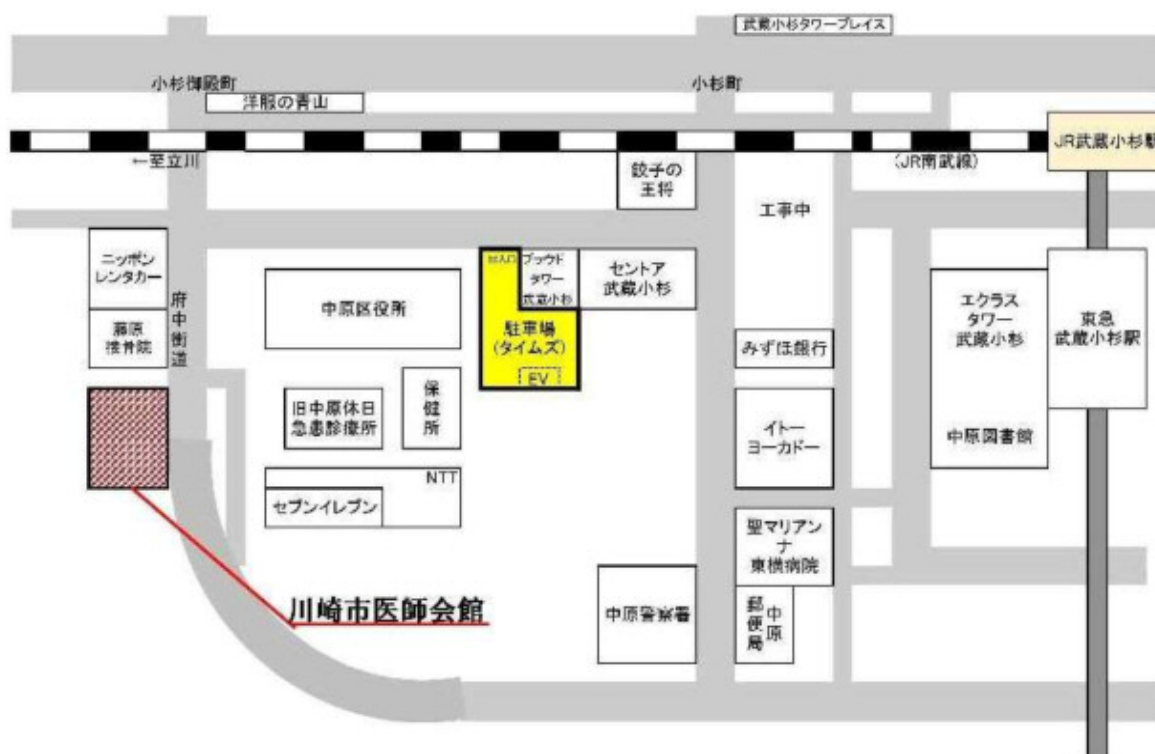 武蔵小杉タワープレイス
小杉御殿町
小杉町
洋服の青山
JR武蔵小杉駅
←至立川
(JR南武線)
餃子の
王将
工事中
ニッポン
レンタカー
府中街道
藤原
接骨院
中原区役所
出入口
プラウド
タワー
武蔵小杉
セントア
武蔵小杉
駐車場
(タイムズ)
EV
エクラス
タワー
武蔵小杉
中原図書館
東急
武蔵小杉駅
みずほ銀行
旧中原休日
急患診療所
保健所
イトー
ヨーカドー
NTT
セブンイレブン
聖マリアン
ナ
東横病院
川崎市医師会館
中原警察署
中原
郵便局